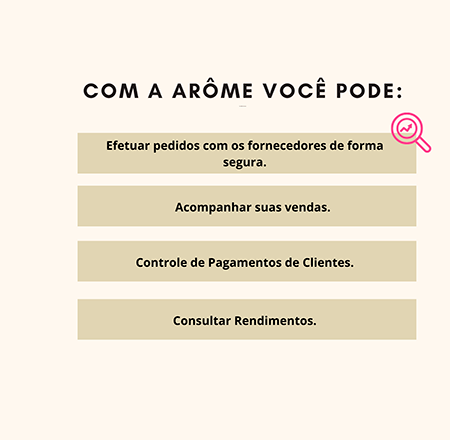 COM A ARÔME VOCÊ PODE:
Efetuar pedidos com os fornecedores de forma
segura.
Acompanhar suas vendas.
Controle de Pagamentos de Clientes.
Consultar Rendimentos.